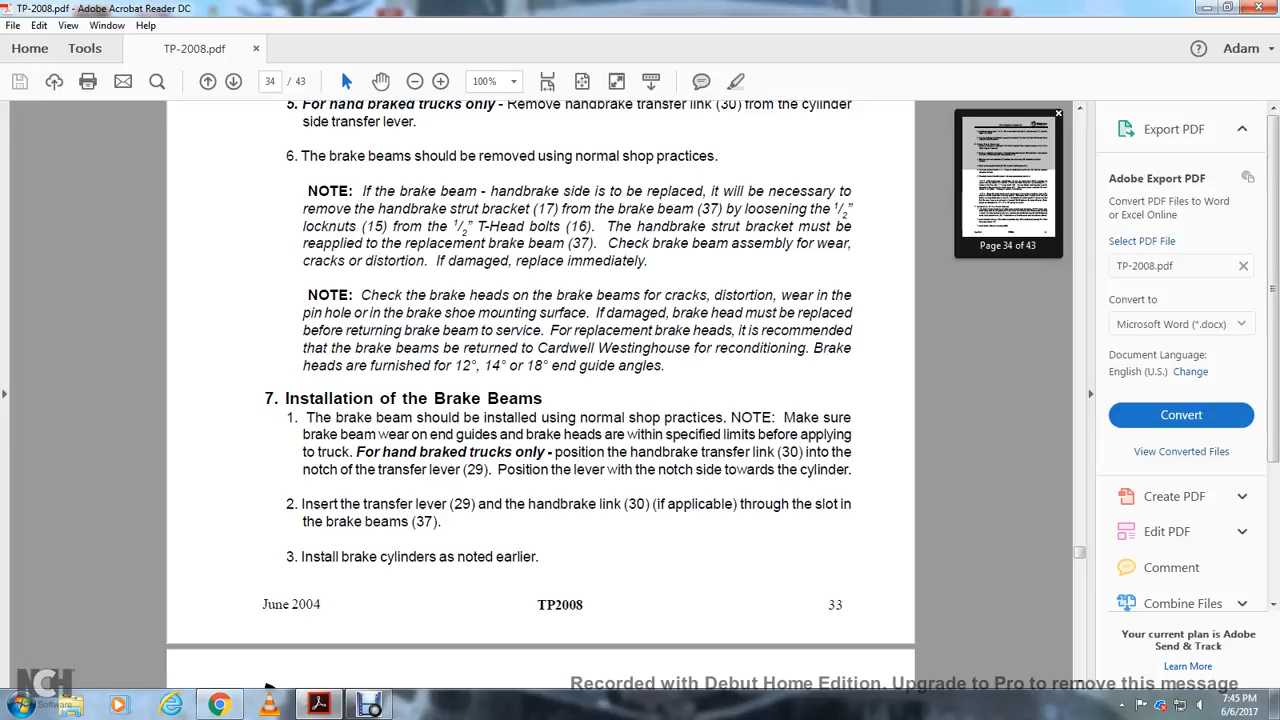 TP-2008.pdf - Adobe Acrobat Reader DC
File Edit View Window Help
Home Tools TP-2008.pdf × Adam
34 / 43 100%
5. For hand braked trucks only - Remove handbrake transfer link (30) from the cylinder
side transfer lever.
6. The brake beams should be removed using normal shop practices.
NOTE: If the brake beam - handbrake side is to be replaced, it will be necessary to
remove the handbrake strut bracket (17) from the brake beam (37) by loosening the 1/2"
locknuts (15) from the 1/2" T-Head bolts (16). The handbrake strut bracket must be
reapplied to the replacement brake beam (37). Check brake beam assembly for wear,
cracks or distortion. If damaged, replace immediately.
NOTE: Check the brake heads on the brake beams for cracks, distortion, wear in the
pin hole or in the brake shoe mounting surface. If damaged, brake head must be replaced
before returning brake beam to service. For replacement brake heads, it is recommended
that the brake beams be returned to Cardwell Westinghouse for reconditioning. Brake
heads are furnished for 12°, 14° or 18° end guide angles.
7. Installation of the Brake Beams
1. The brake beam should be installed using normal shop practices. NOTE: Make sure
brake beam wear on end guides and brake heads are within specified limits before applying
to truck. For hand braked trucks only - position the handbrake transfer link (30) into the
notch of the transfer lever (29). Position the lever with the notch side towards the cylinder.
2. Insert the transfer lever (29) and the handbrake link (30) (if applicable) through the slot in
the brake beams (37).
3. Install brake cylinders as noted earlier.
June 2004 TP2008 33
Page 34 of 43
Export PDF
Adobe Export PDF
Convert PDF Files to Word
or Excel Online
Select PDF File
TP-2008.pdf
Convert to
Microsoft Word (*.docx)
Document Language:
English (U.S.) Change
Convert
View Converted Files
Create PDF
Edit PDF
Comment
Combine Files
Your current plan is Adobe
Send & Track
Learn More
NCH
Software
Recorded with Debut Home Edition. Upgrade to Pro to remove this message
7:45 PM
6/6/2017